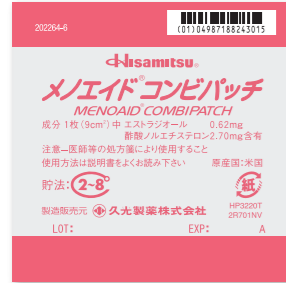 202264-6
(01)04987188243015
Hisamitsu®
メノエイド®コンビパッチ
MENOAID®COMBIPATCH
成分 1枚(9cm²)中 エストラジオール 0.62mg
酢酸ノルエチステロン2.70mg含有
注意−医師等の処方箋により使用すること
使用方法は説明書をよくお読み下さい 原産国:米国
貯法:2-8° 紙
製造販売元 久光製薬株式会社 HP3220T
2R701NV
LOT: EXP: A